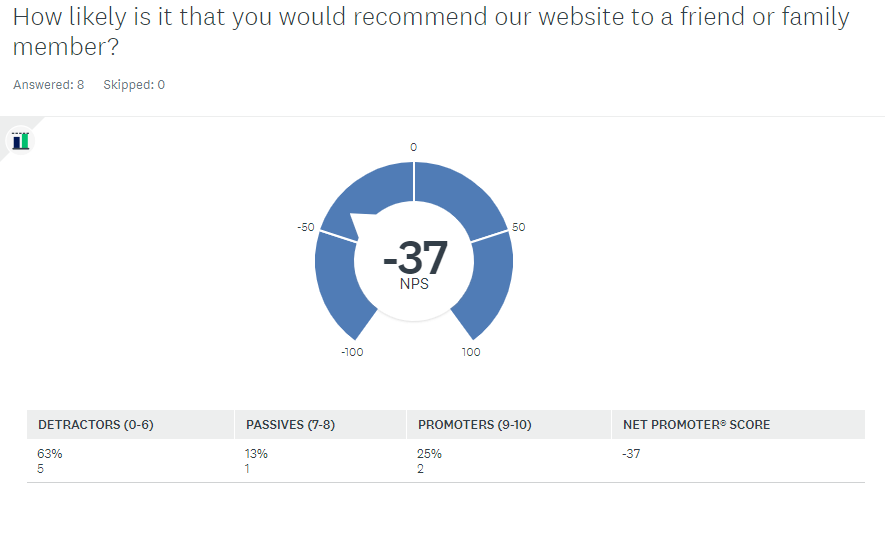 How likely is it that you would recommend our website to a friend or family
member?
Answered: 8 Skipped: 0
0
-50
50
-37
NPS
-100
100
DETRACTORS (0-6) PASSIVES (7-8) PROMOTERS (9-10) NET PROMOTER® SCORE
63% 13% 25% -37
5 1 2